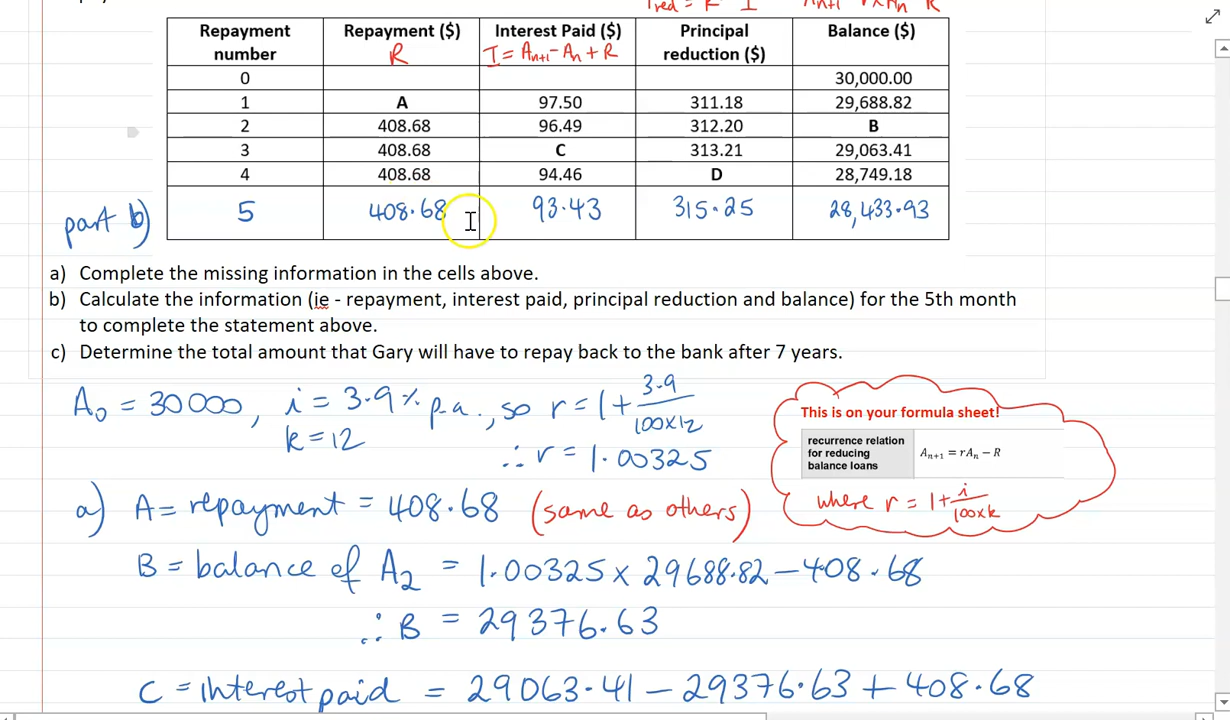 Repayment number Repayment ($) Interest Paid ($) Principal reduction ($) Balance ($)
R I = An+1 - An + R
0 30,000.00
1 A 97.50 311.18 29,688.82
2 408.68 96.49 312.20 B
3 408.68 C 313.21 29,063.41
4 408.68 94.46 D 28,749.18
part b) 5 408.68 93.43 315.25 28,433.93
a) Complete the missing information in the cells above.
b) Calculate the information (ie - repayment, interest paid, principal reduction and balance) for the 5th month
to complete the statement above.
c) Determine the total amount that Gary will have to repay back to the bank after 7 years.
A0 = 30000, i = 3.9% p.a., so r = 1 + 3.9/100×12
k = 12
∴ r = 1.00325
This is on your formula sheet!
recurrence relation
for reducing
balance loans
An+1 = rAn – R
where r = 1 + i/100×k
a) A = repayment = 408.68 (same as others)
B = balance of A2 = 1.00325 × 29688.82 - 408.68
∴ B = 29376.63
C = interest paid = 29063.41 - 29376.63 + 408.68